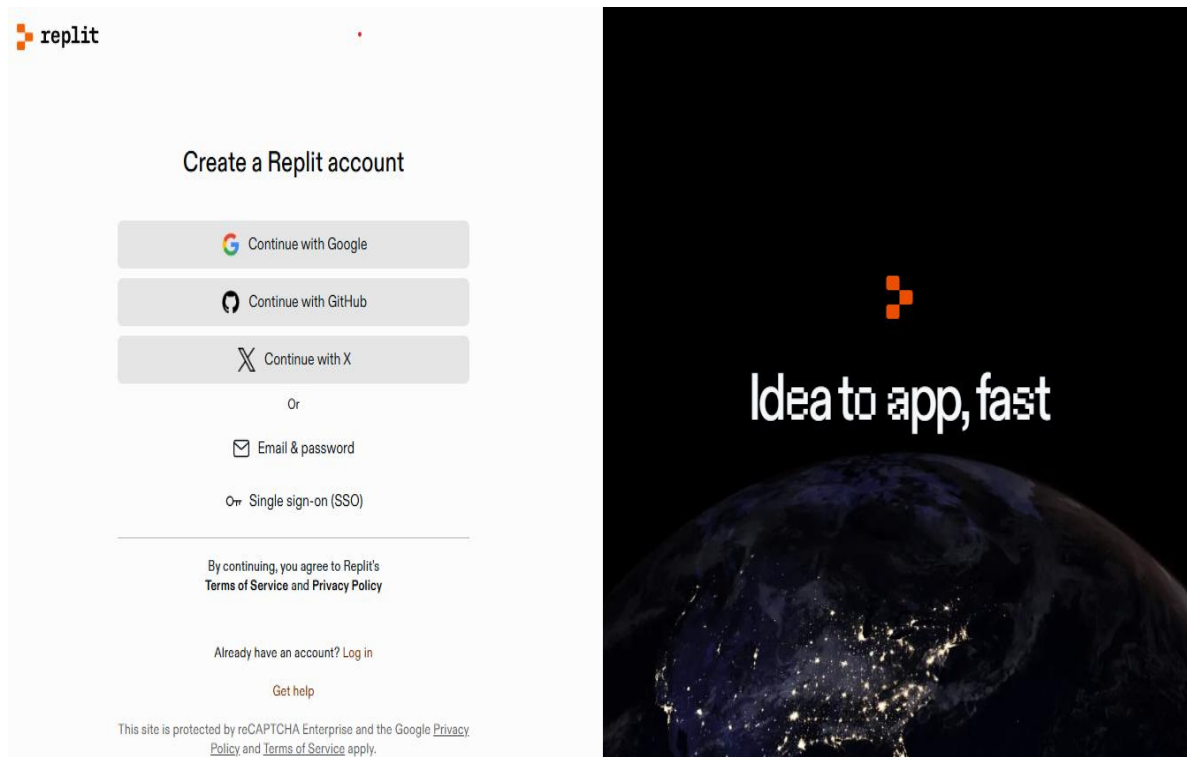 replit
Create a Replit account
Continue with Google
Continue with GitHub
Continue with X
Or
Email & password
Single sign-on (SSO)
By continuing, you agree to Replit's
Terms of Service and Privacy Policy
Already have an account? Log in
Get help
This site is protected by reCAPTCHA Enterprise and the Google Privacy
Policy and Terms of Service apply.
Idea to app, fast